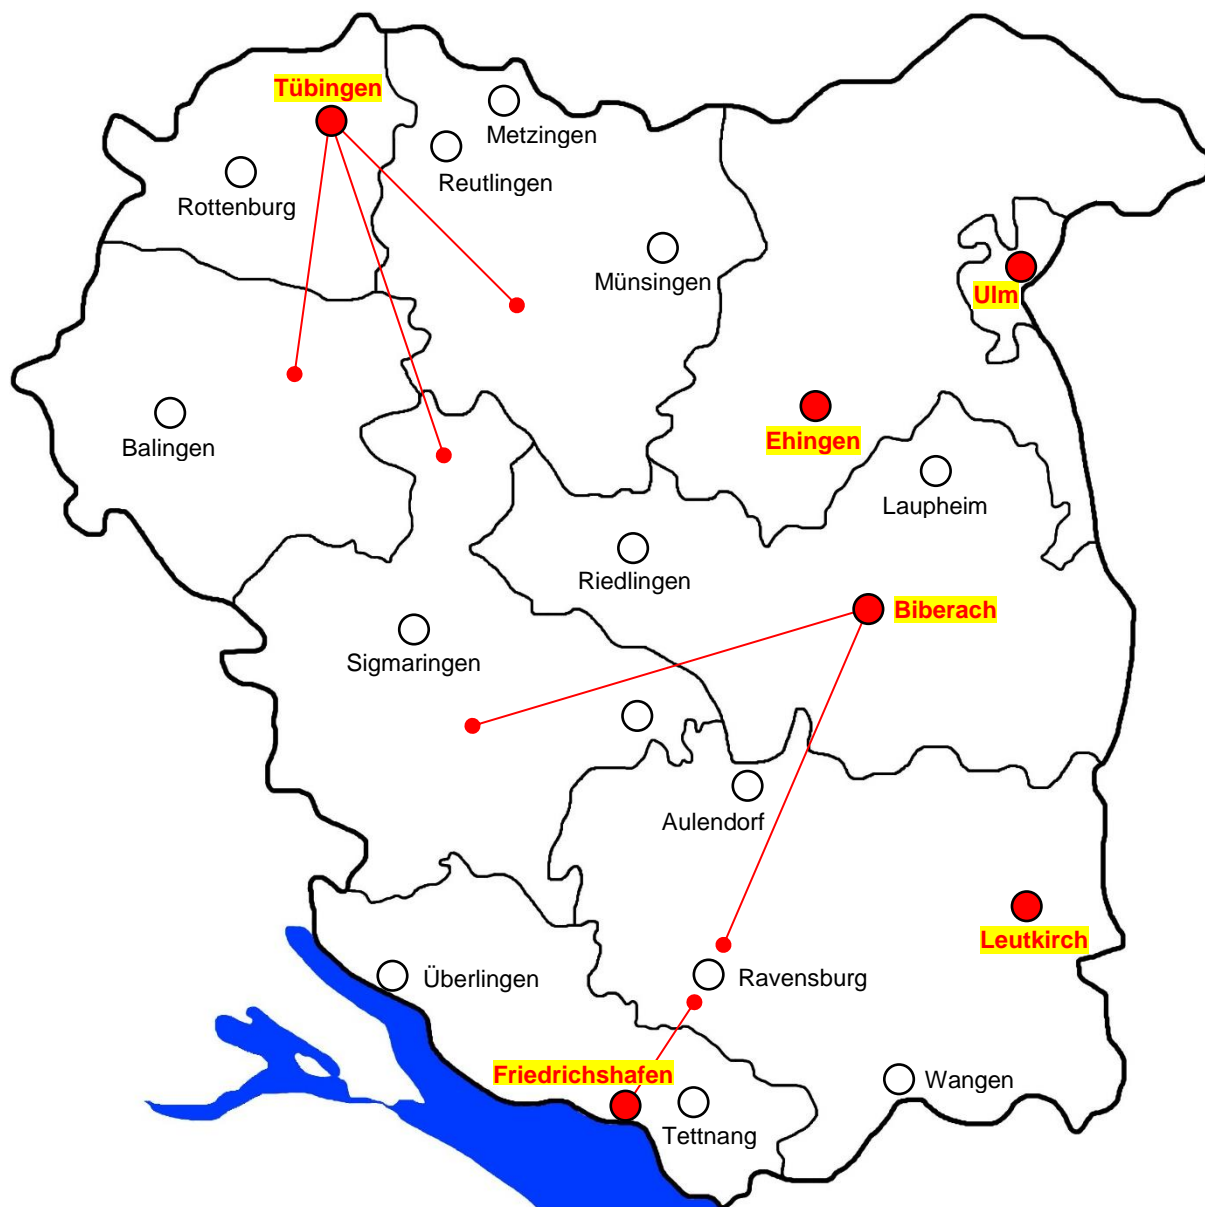 Tübingen
Metzingen
Reutlingen
Rottenburg
Münsingen
Ulm
Balingen
Ehingen
Laupheim
Riedlingen
Biberach
Sigmaringen
Aulendorf
Leutkirch
Überlingen
Ravensburg
Friedrichshafen
Wangen
Tettnang